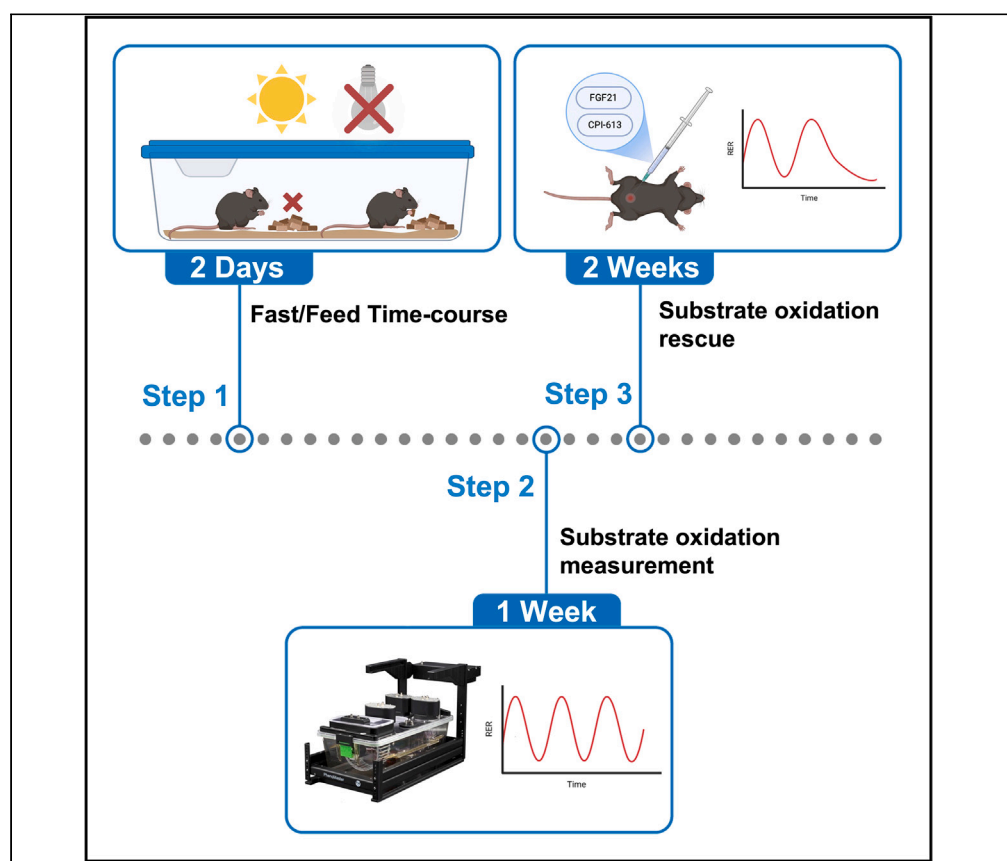 FGF21
CPI-613
RER
Time
2 Days
2 Weeks
Fast/Feed Time-course
Substrate oxidation
rescue
Step 1
Step 3
Step 2
Substrate oxidation
measurement
1 Week
RER
Time